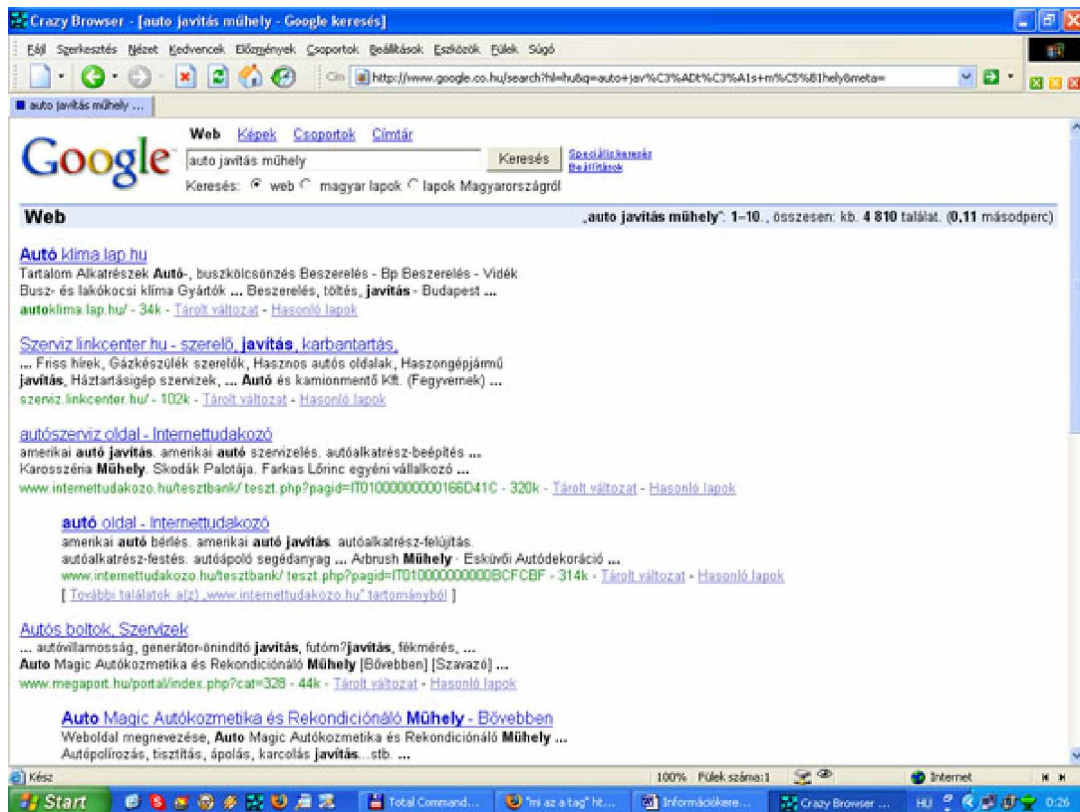 Crazy Browser - [auto javítás műhely - Google keresés]
Fájl Szerkesztés Nézet Kedvencek Előzmények Csoportok Beállítások Eszközök Fülek Súgó
Cím http://www.google.co.hu/search?hl=hu&q=auto+jav%C3%ADt%C3%A1s+m%C5%B1hely&meta=
auto javítás műhely ...
Web Képek Csoportok Címtár
Google
auto javítás műhely Keresés Speciális keresés
Beállítások
Keresés: web magyar lapok lapok Magyarországról
Web „auto javítás műhely": 1-10., összesen: kb. 4 810 találat. (0,11 másodperc)
Autó klíma lap hu
Tartalom Alkatrészek Autó-, buszkölcsönzés Beszerelés - Bp Beszerelés - Vidék
Busz- és lakókocsi klíma Gyártók ... Beszerelés, töltés, javítás - Budapest ...
autoklima.lap.hu/ - 34k - Tárolt változat - Hasonló lapok
Szerviz.linkcenter hu - szerelő, javítás, karbantartás,
... Friss hírek, Gázkészülék szerelők, Hasznos autós oldalak, Haszongépjármű
javítás, Háztartásigép szervizek, ... Autó és kamionmentő Kft. (Fegyvernek) ...
szerviz.linkcenter.hu/ - 102k - Tárolt változat - Hasonló lapok
autószerviz oldal - Internettudakozó
amerikai autó javítás. amerikai autó szervizelés. autóalkatrész-beépítés ...
Karosszéria Műhely. Skodák Palotája. Farkas Lőrinc egyéni vállalkozó ...
www.internettudakozo.hu/tesztbank/ teszt.php?pagid=IT01000000000166D41C - 320k - Tárolt változat - Hasonló lapok
autó oldal - Internettudakozó
amerikai autó bérlés. amerikai autó javítás. autóalkatrész-felújítás.
autóalkatrész-festés. autóápoló segédanyag ... Arbrush Műhely · Esküvői Autódekoráció ...
www.internettudakozo.hu/tesztbank/ teszt.php?pagid=IT010000000000BCFCBF - 314k - Tárolt változat - Hasonló lapok
[ További találatok a(z) „www.internettudakozo.hu" tartományból ]
Autós boltok, Szervizek
... autóvillamosság, generátor-önindító javítás, futóm?javítás, fékmérés, ...
Auto Magic Autókozmetika és Rekondicionáló Műhely [Bővebben] [Szavazó] ...
www.megaport.hu/portal/index.php?cat=328 - 44k - Tárolt változat - Hasonló lapok
Auto Magic Autókozmetika és Rekondicionáló Műhely - Bővebben
Weboldal megnevezése, Auto Magic Autókozmetika és Rekondicionáló Műhely ...
Autópolírozás, tisztítás, ápolás, karcolás javítás...stb. ...
Kész 100% Fülek száma:1 Internet
Start Total Command... "mi az a tag" ht... Információkere... Crazy Browser ... HU 0:26